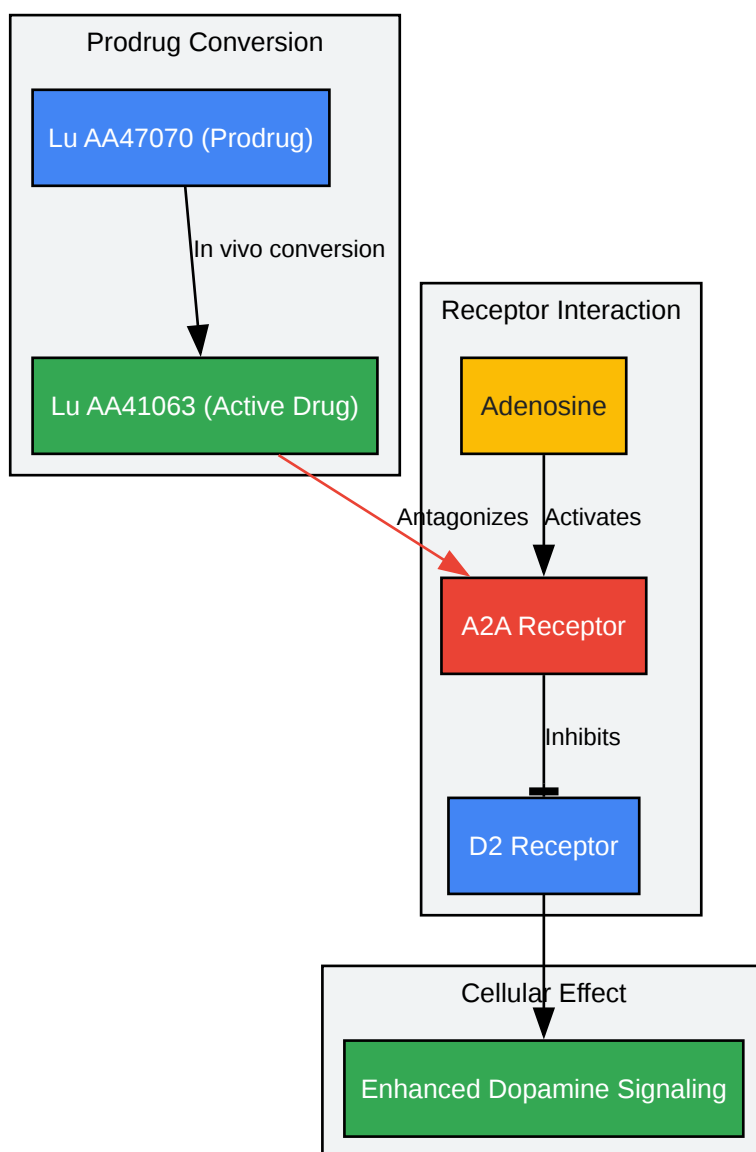 Prodrug Conversion
Lu AA47070 (Prodrug)
In vivo conversion
Lu AA41063 (Active Drug)
Receptor Interaction
Adenosine
Antagonizes
Activates
A2A Receptor
Inhibits
D2 Receptor
Cellular Effect
Enhanced Dopamine Signaling